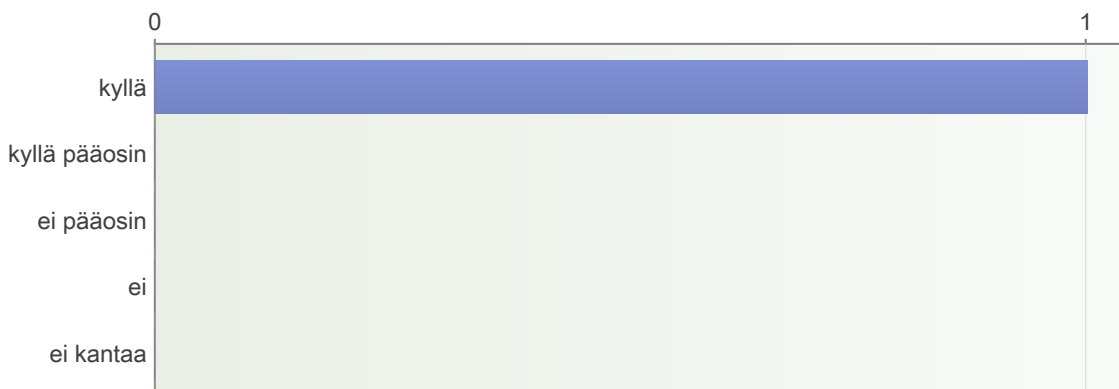 0 1
kyllä
kyllä pääosin
ei pääosin
ei
ei kantaa